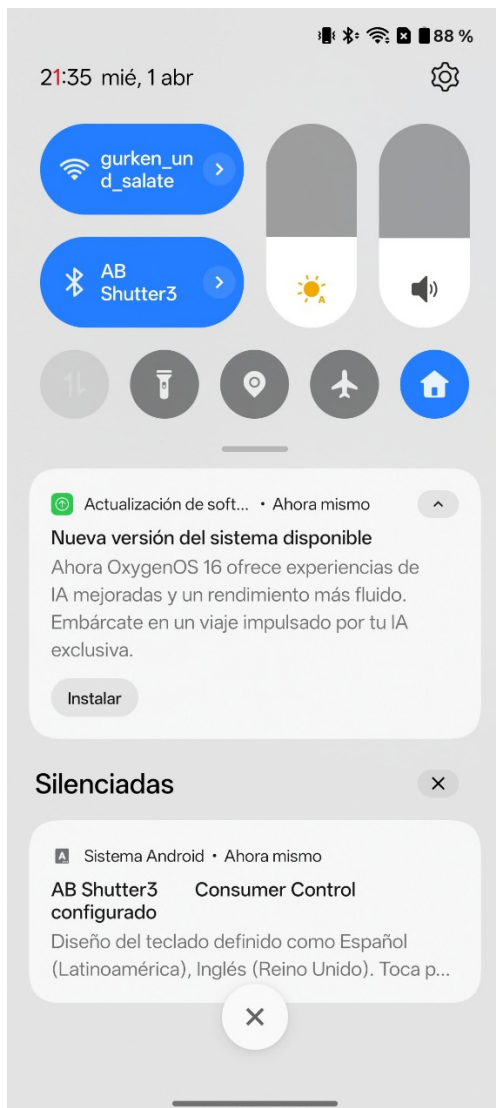 88 %
21:35 mié, 1 abr
gurken_un
d_salate
AB
Shutter3
A
Actualización de soft... • Ahora mismo
Nueva versión del sistema disponible
Ahora OxygenOS 16 ofrece experiencias de
IA mejoradas y un rendimiento más fluido.
Embárcate en un viaje impulsado por tu IA
exclusiva.
Instalar
Silenciadas
A Sistema Android • Ahora mismo
AB Shutter3 Consumer Control
configurado
Diseño del teclado definido como Español
(Latinoamérica), Inglés (Reino Unido). Toca p...